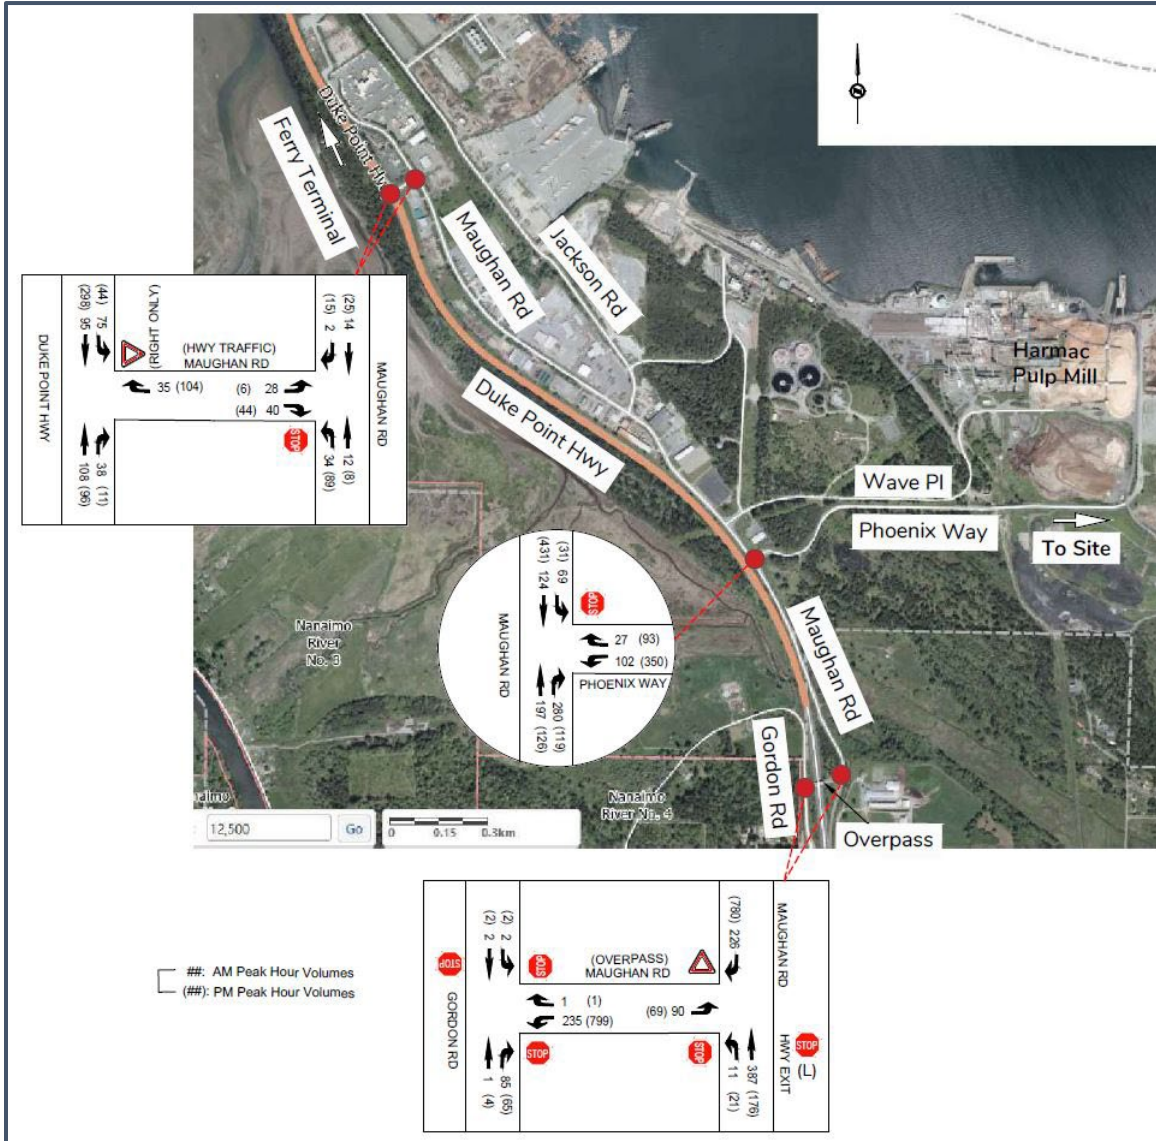 Duke Point Hwy
Ferry Terminal
Maughan Rd
Jackson Rd
Duke Point Hwy
Harmac
Pulp Mill
Wave Pl
Phoenix Way
To Site
Maughan Rd
Gordon Rd
Overpass
Nanaimo
River
No. 3
Nanaimo
River No. 4
12,500
Go
0 0.15 0.3km
DUKE POINT HWY
(298) 95
(44) 75
(RIGHT ONLY)
(HWY TRAFFIC)
MAUGHAN RD
35 (104)
(6) 28
(44) 40
STOP
108 (96)
38 (11)
(15) 2
(25) 14
34 (89)
12 (8)
MAUGHAN RD
(431) 124
(31) 69
STOP
MAUGHAN RD
27 (93)
102 (350)
PHOENIX WAY
197 (126)
280 (119)
(2) 2
(2) 2
STOP
GORDON RD
STOP
(OVERPASS)
MAUGHAN RD
(780) 226
MAUGHAN RD
1 (1)
235 (799)
(69) 90
STOP
STOP
1 (4)
85 (65)
11 (21)
387 (176)
HWY EXIT
STOP
(L)
##: AM Peak Hour Volumes
(##): PM Peak Hour Volumes